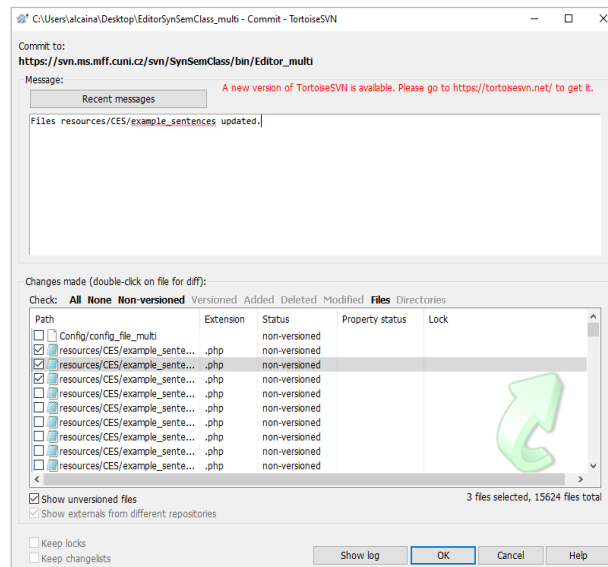 C:\Users\alcaina\Desktop\EditorSynSemClass_multi - Commit - TortoiseSVN
Commit to:
https://svn.ms.mff.cuni.cz/svn/SynSemClass/bin/Editor_multi
Message:
Recent messages
A new version of TortoiseSVN is available. Please go to https://tortoisesvn.net/ to get it.
Files resources/CES/example_sentences updated.
Changes made (double-click on file for diff):
Check: All None Non-versioned Versioned Added Deleted Modified Files Directories
Path Extension Status Property status Lock
Config/config_file_multi non-versioned
resources/CES/example_sente... .php non-versioned
resources/CES/example_sente... .php non-versioned
resources/CES/example_sente... .php non-versioned
resources/CES/example_sente... .php non-versioned
resources/CES/example_sente... .php non-versioned
resources/CES/example_sente... .php non-versioned
resources/CES/example_sente... .php non-versioned
resources/CES/example_sente... .php non-versioned
resources/CES/example_sente... .php non-versioned
Show unversioned files
3 files selected, 15624 files total
Show externals from different repositories
Keep locks
Keep changelists
Show log OK Cancel Help